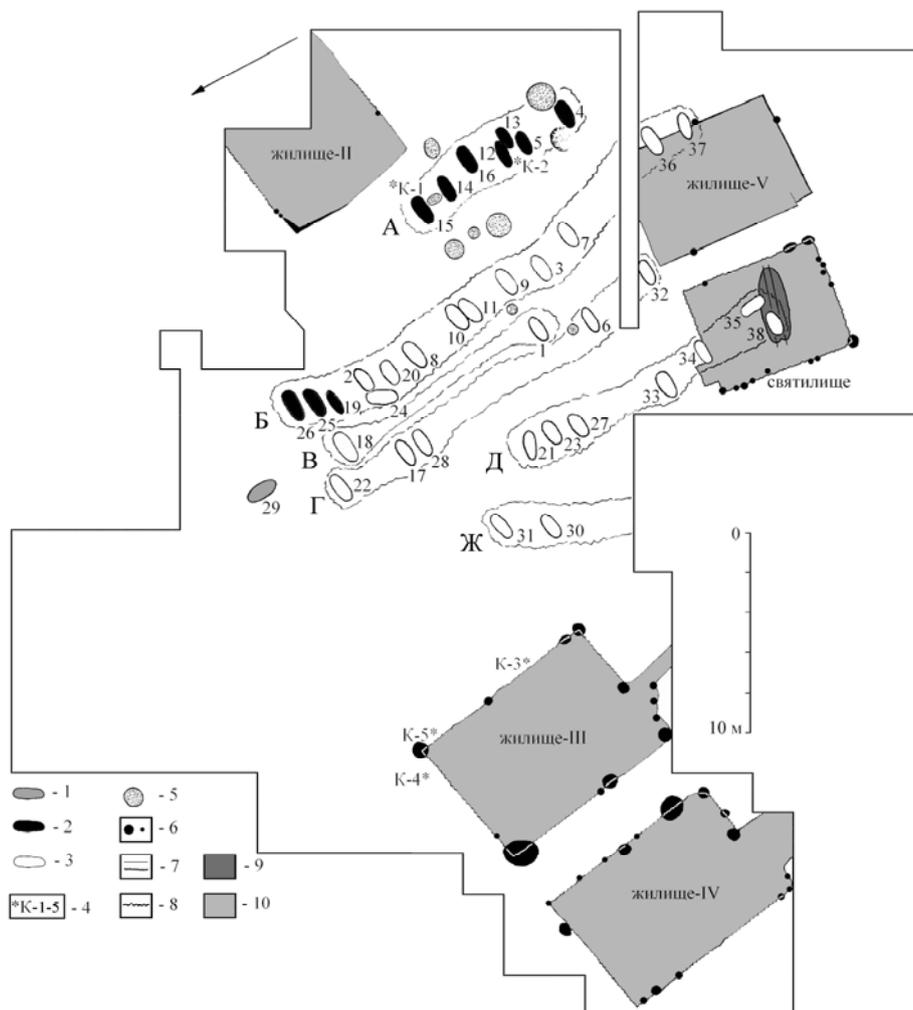 жилище-II
13
4
5
12
*К-2
16
*К-1
14
15
А
37
36
жилище-V
7
3
9
32
11
10
6
1
35
38
34
8
20
2
святилище
24
19
25
26
Б
33
27
23
21
Д
18
В
28
17
22
Г
29
Ж
31
30
0
10 м
К-3*
К-5*
К-4*
жилище-III
жилище-IV
- 1
- 5
- 2
- 6
- 3
- 7
- 9
*К-1-5 - 4
- 8
- 10